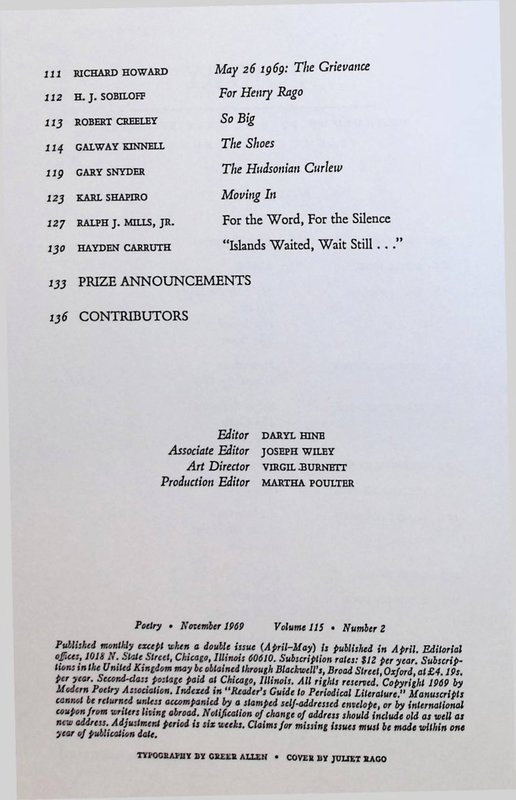 111 RICHARD HOWARD May 26 1969: The Grievance
112 H. J. SOBILOFF For Henry Rago
113 ROBERT CREELEY So Big
114 GALWAY KINNELL The Shoes
119 GARY SNYDER The Hudsonian Curlew
123 KARL SHAPIRO Moving In
127 RALPH J. MILLS, JR. For the Word, For the Silence
130 HAYDEN CARRUTH "Islands Waited, Wait Still . . ."
133 PRIZE ANNOUNCEMENTS
136 CONTRIBUTORS
Editor DARYL HINE
Associate Editor JOSEPH WILEY
Art Director VIRGIL BURNETT
Production Editor MARTHA POULTER
Poetry • November 1969 Volume 115 • Number 2
Published monthly except when a double issue (April-May) is published in April. Editorial
offices, 1018 N. State Street, Chicago, Illinois 60610. Subscription rates: $12 per year. Subscrip-
tions in the United Kingdom may be obtained through Blackwell's, Broad Street, Oxford, at £4. 19s.
per year. Second-class postage paid at Chicago, Illinois. All rights reserved. Copyright 1969 by
Modern Poetry Association. Indexed in "Reader's Guide to Periodical Literature." Manuscripts
cannot be returned unless accompanied by a stamped self-addressed envelope, or by international
coupon from writers living abroad. Notification of change of address should include old as well as
new address. Adjustment period is six weeks. Claims for missing issues must be made within one
year of publication date.
TYPOGRAPHY BY GREER ALLEN • COVER BY JULIET RAGO